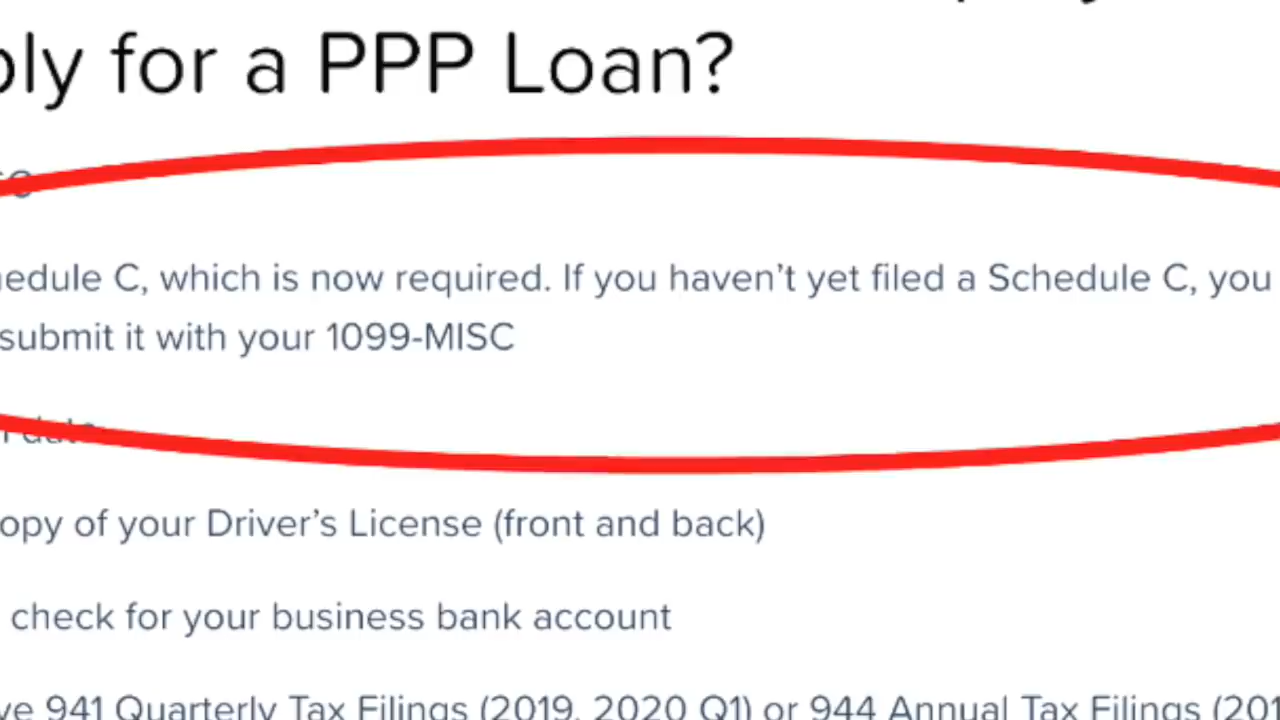 ply for a PPP Loan?
hedule C, which is now required. If you haven’t yet filed a Schedule C, you
submit it with your 1099-MISC
opy of your Driver’s License (front and back)
check for your business bank account
ve 941 Quarterly Tax Filings (2019, 2020 Q1) or 944 Annual Tax Filings (201